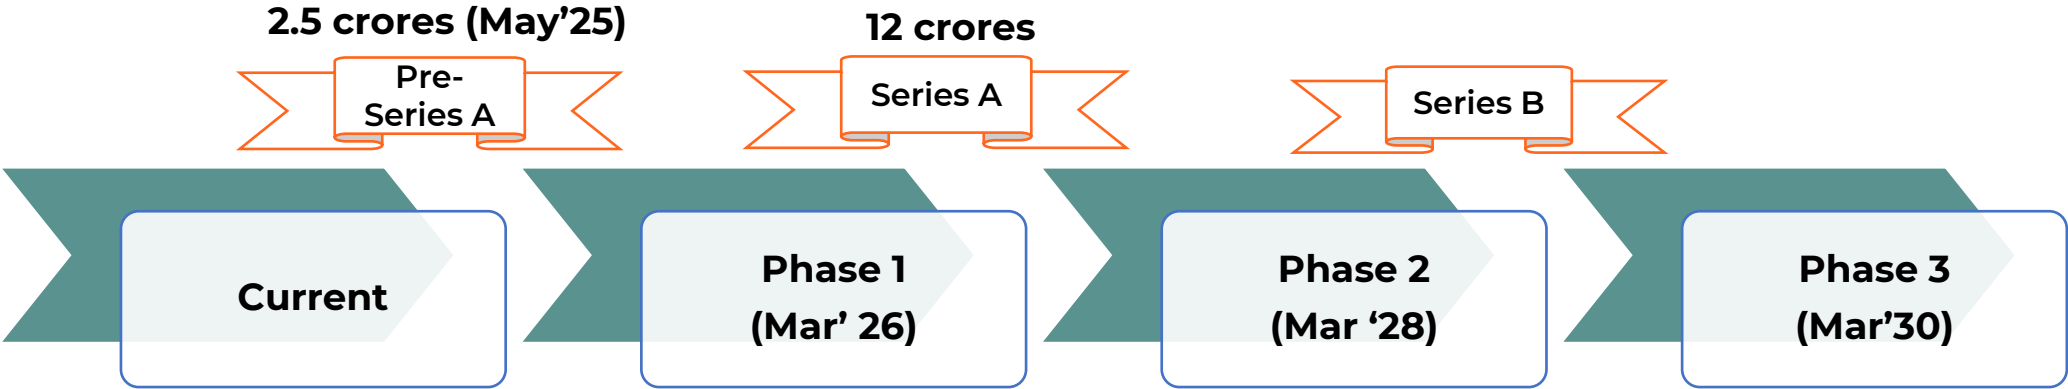 2.5 crores (May’25)
12 crores
Pre-
Series A
Series A
Series B
Current
Phase 1
(Mar’ 26)
Phase 2
(Mar ‘28)
Phase 3
(Mar’30)